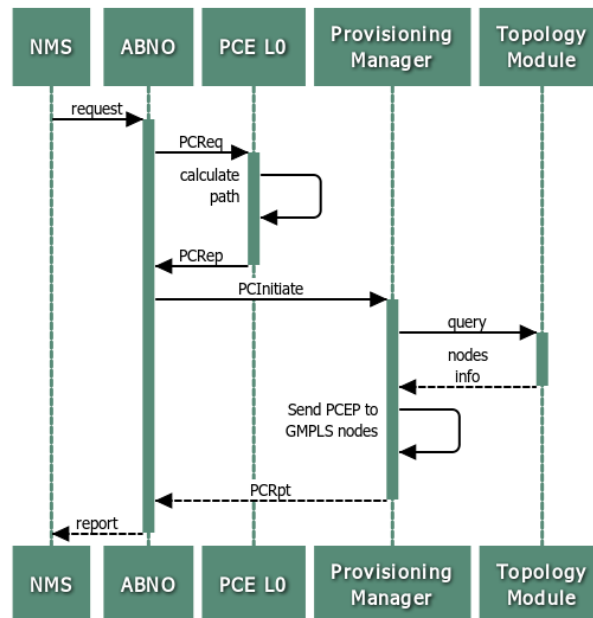 NMS
ABNO
PCE L0
Provisioning
Manager
Topology
Module
request
PCReq
calculate
path
PCRep
PCInitiate
query
nodes
info
Send PCEP to
GMPLS nodes
PCRpt
report
NMS
ABNO
PCE L0
Provisioning
Manager
Topology
Module